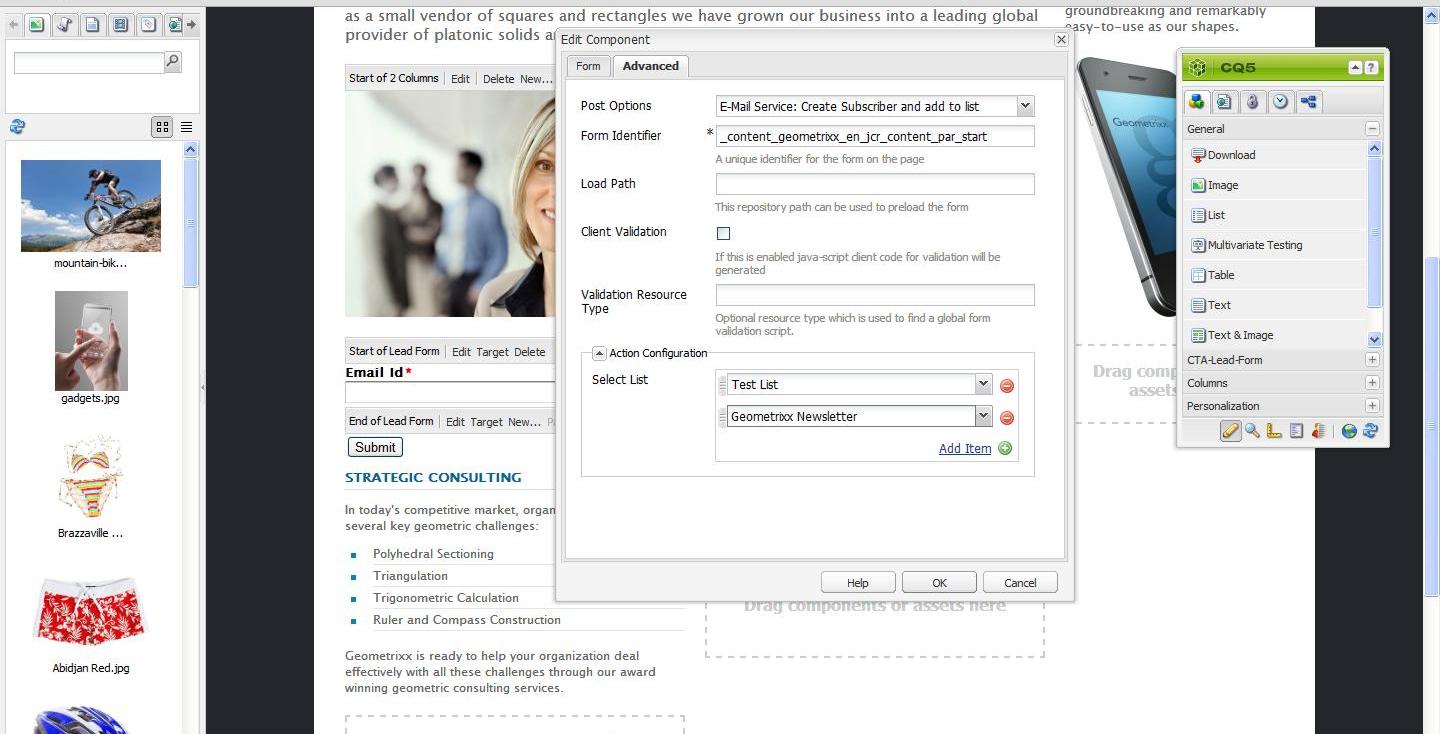 as a small vendor of squares and rectangles we have grown our business into a leading global
provider of platonic solids
groundbreaking and remarkably
easy-to-use as our shapes.
mountain-bik...
gadgets.jpg
Brazzaville ...
Abidjan Red.jpg
Start of 2 Columns Edit Delete New...
Start of Lead Form Edit Target Delete
Email Id*
End of Lead Form Edit Target New...
Submit
STRATEGIC CONSULTING
In today's competitive market,
several key geometric challenges:
Polyhedral Sectioning
Triangulation
Trigonometric Calculation
Ruler and Compass Construction
Geometrixx is ready to help your organization deal
effectively with all these challenges through our award
winning geometric consulting services.
Edit Component
Form Advanced
Post Options E-Mail Service: Create Subscriber and add to list
Form Identifier * _content_geometrixx_en_jcr_content_par_start
A unique identifier for the form on the page
Load Path
This repository path can be used to preload the form
Client Validation
If this is enabled java-script client code for validation will be
generated
Validation Resource
Type
Optional resource type which is used to find a global form
validation script.
Action Configuration
Select List Test List
Geometrixx Newsletter
Add Item
Help OK Cancel
Drag components or assets here
Geometrixx
Drag
assets
CQ5 ?
General
Download
Image
List
Multivariate Testing
Table
Text
Text & Image
CTA-Lead-Form
Columns
Personalization